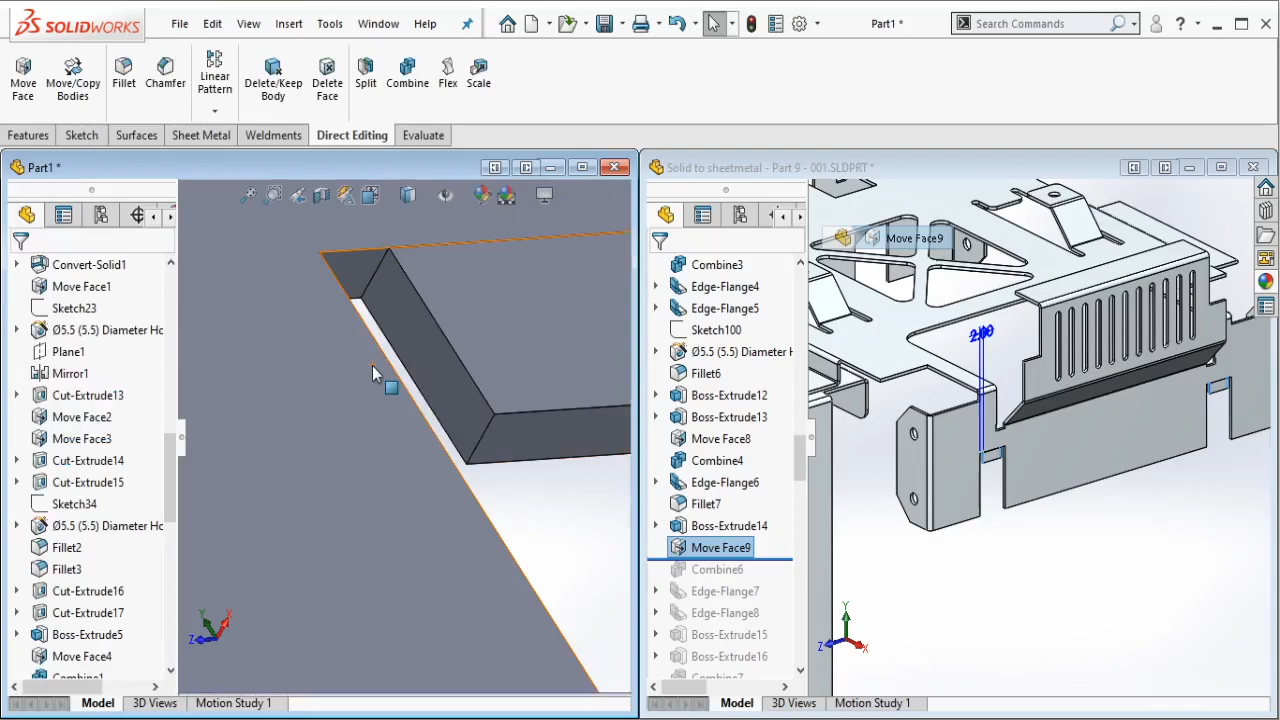 SOLIDWORKS
File Edit View Insert Tools Window Help
Part1 *
Search Commands
?
Move Face
Move/Copy Bodies
Fillet
Chamfer
Linear Pattern
Delete/Keep Body
Delete Face
Split
Combine
Flex
Scale
Features Sketch Surfaces Sheet Metal Weldments Direct Editing Evaluate
Part1 *
Convert-Solid1
Move Face1
Sketch23
Ø5.5 (5.5) Diameter Ho
Plane1
Mirror1
Cut-Extrude13
Move Face2
Move Face3
Cut-Extrude14
Cut-Extrude15
Sketch34
Ø5.5 (5.5) Diameter Ho
Fillet2
Fillet3
Cut-Extrude16
Cut-Extrude17
Boss-Extrude5
Move Face4
Combine1
Y
X
Z
Model 3D Views Motion Study 1
Solid to sheetmetal - Part 9 - 001.SLDPRT *
Move Face9
2.00
Combine3
Edge-Flange4
Edge-Flange5
Sketch100
Ø5.5 (5.5) Diameter H
Fillet6
Boss-Extrude12
Boss-Extrude13
Move Face8
Combine4
Edge-Flange6
Fillet7
Boss-Extrude14
Move Face9
Combine6
Edge-Flange7
Edge-Flange8
Boss-Extrude15
Boss-Extrude16
Combine7
Y
Z
X
Model 3D Views Motion Study 1